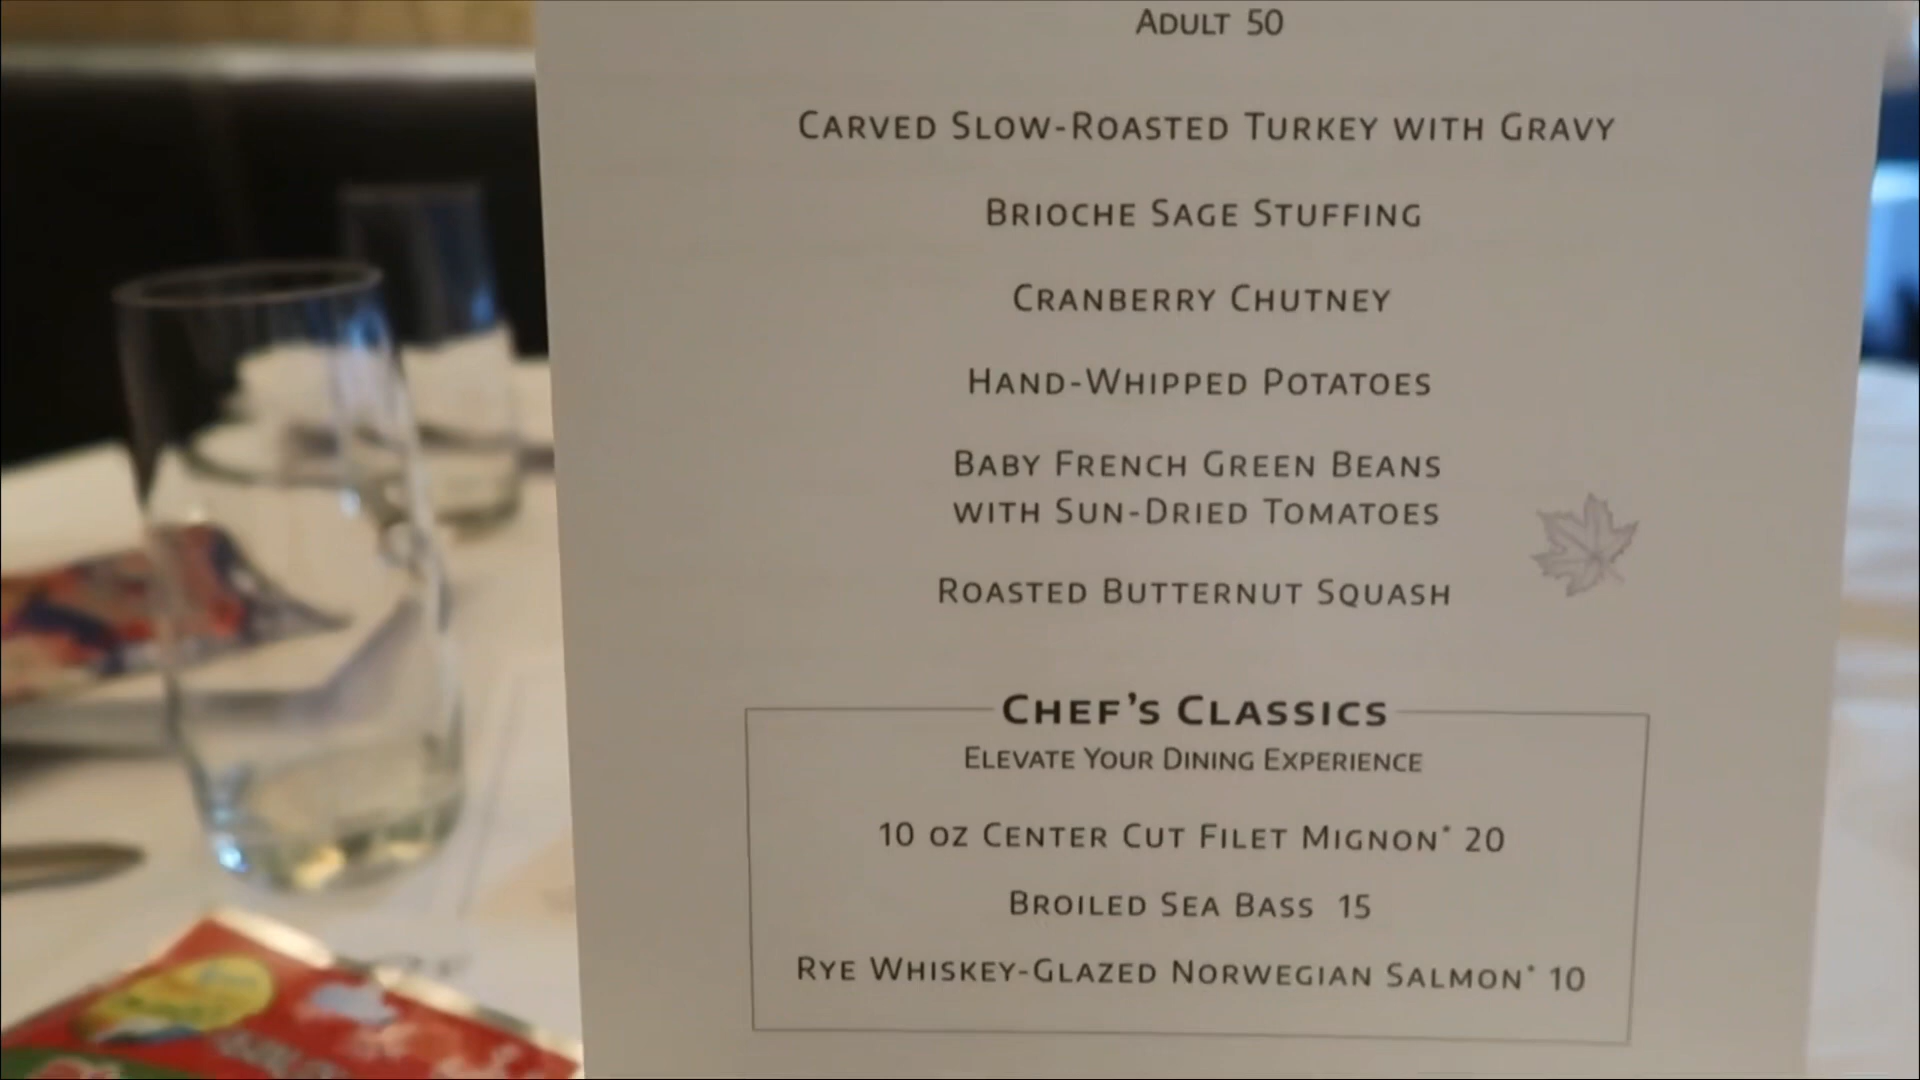 ADULT 50
CARVED SLOW-ROASTED TURKEY WITH GRAVY
BRIOCHE SAGE STUFFING
CRANBERRY CHUTNEY
HAND-WHIPPED POTATOES
BABY FRENCH GREEN BEANS
WITH SUN-DRIED TOMATOES
ROASTED BUTTERNUT SQUASH
CHEF'S CLASSICS
ELEVATE YOUR DINING EXPERIENCE
10 OZ CENTER CUT FILET MIGNON* 20
BROILED SEA BASS 15
RYE WHISKEY-GLAZED NORWEGIAN SALMON* 10